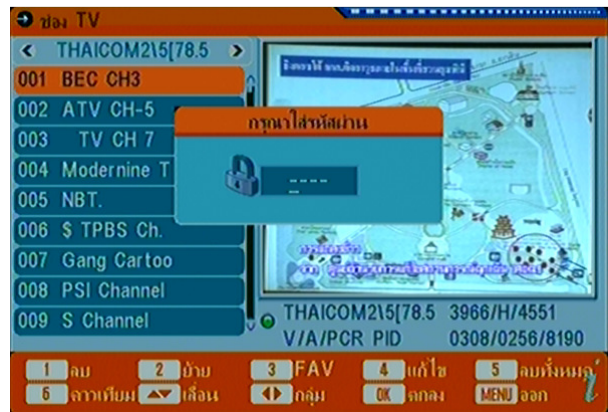 ช่อง TV
THAICOM2\5[78.5
001 BEC CH3
002 ATV CH-5
003 TV CH 7
004 Modernine T
005 NBT.
006 $ TPBS Ch.
007 Gang Cartoo
008 PSI Channel
009 S Channel
กรุณาใส่รหัสผ่าน
_ - - -
THAICOM2\5[78.5 3966/H/4551
V/A/PCR PID 0308/0256/8190
1 ลบ 2 ย้าย 3 FAV 4 แก้ไข 5 ลบทั้งหมด
6 ดาวเทียม เลื่อน กลุ่ม OK ตกลง MENU ออก